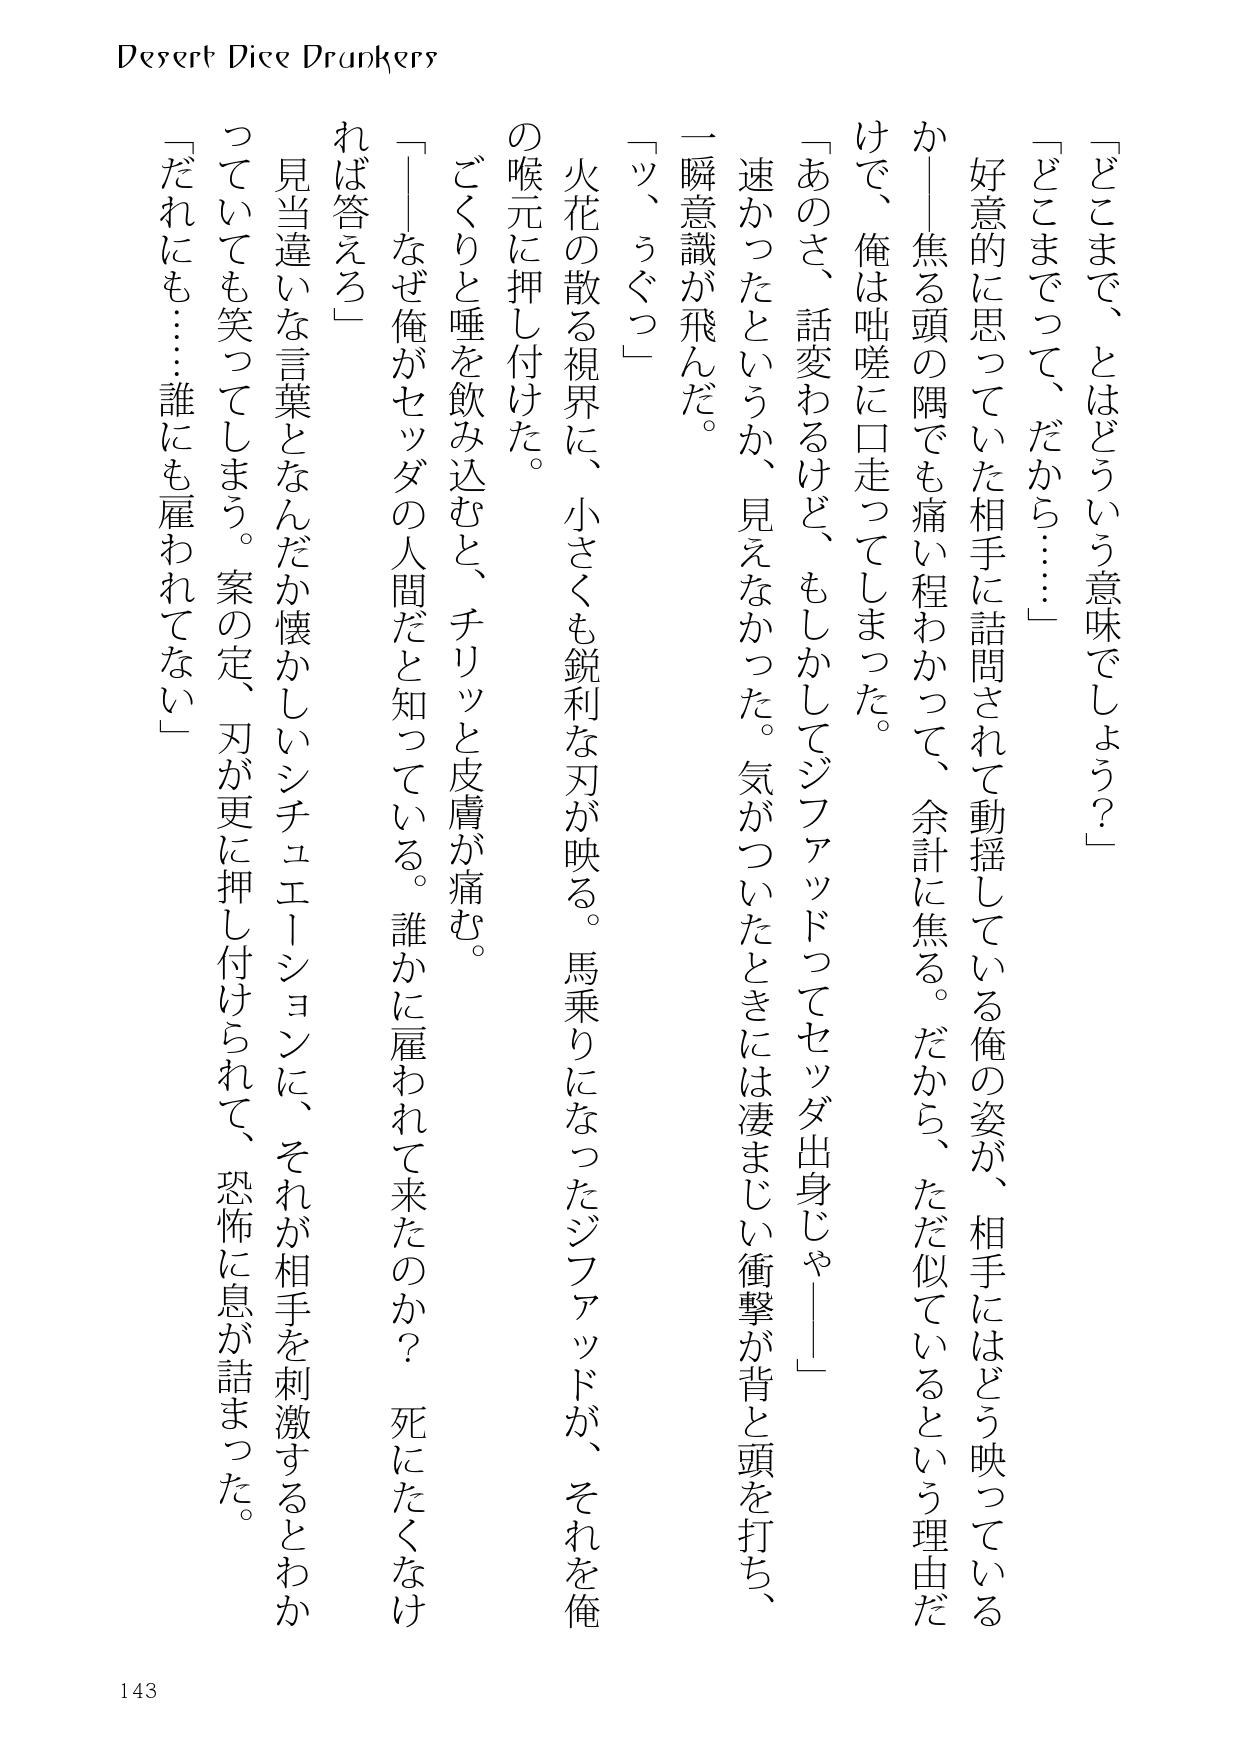 Desert Dice Drunkers
「どこまで、とはどういう意味でしょう？」
「どこまでって、だから……」
　好意的に思っていた相手に詰問されて動揺している俺の姿が、相手にはどう映っている
か――焦る頭の隅でも痛い程わかって、余計に焦る。だから、ただ似ているという理由だ
けで、俺は咄嗟に口走ってしまった。
「あのさ、話変わるけど、もしかしてジファッドってセッダ出身じゃ――」
　速かったというか、見えなかった。気がついたときには凄まじい衝撃が背と頭を打ち、
一瞬意識が飛んだ。
「ッ、うぐっ」
　火花の散る視界に、小さくも鋭利な刃が映る。馬乗りになったジファッドが、それを俺
の喉元に押し付けた。
　ごくりと唾を飲み込むと、チリッと皮膚が痛む。
「――なぜ俺がセッダの人間だと知っている。誰かに雇われて来たのか？　死にたくなけ
れば答えろ」
　見当違いな言葉となんだか懐かしいシチュエーションに、それが相手を刺激するとわか
っていても笑ってしまう。案の定、刃が更に押し付けられて、恐怖に息が詰まった。
「だれにも……誰にも雇われてない」
143